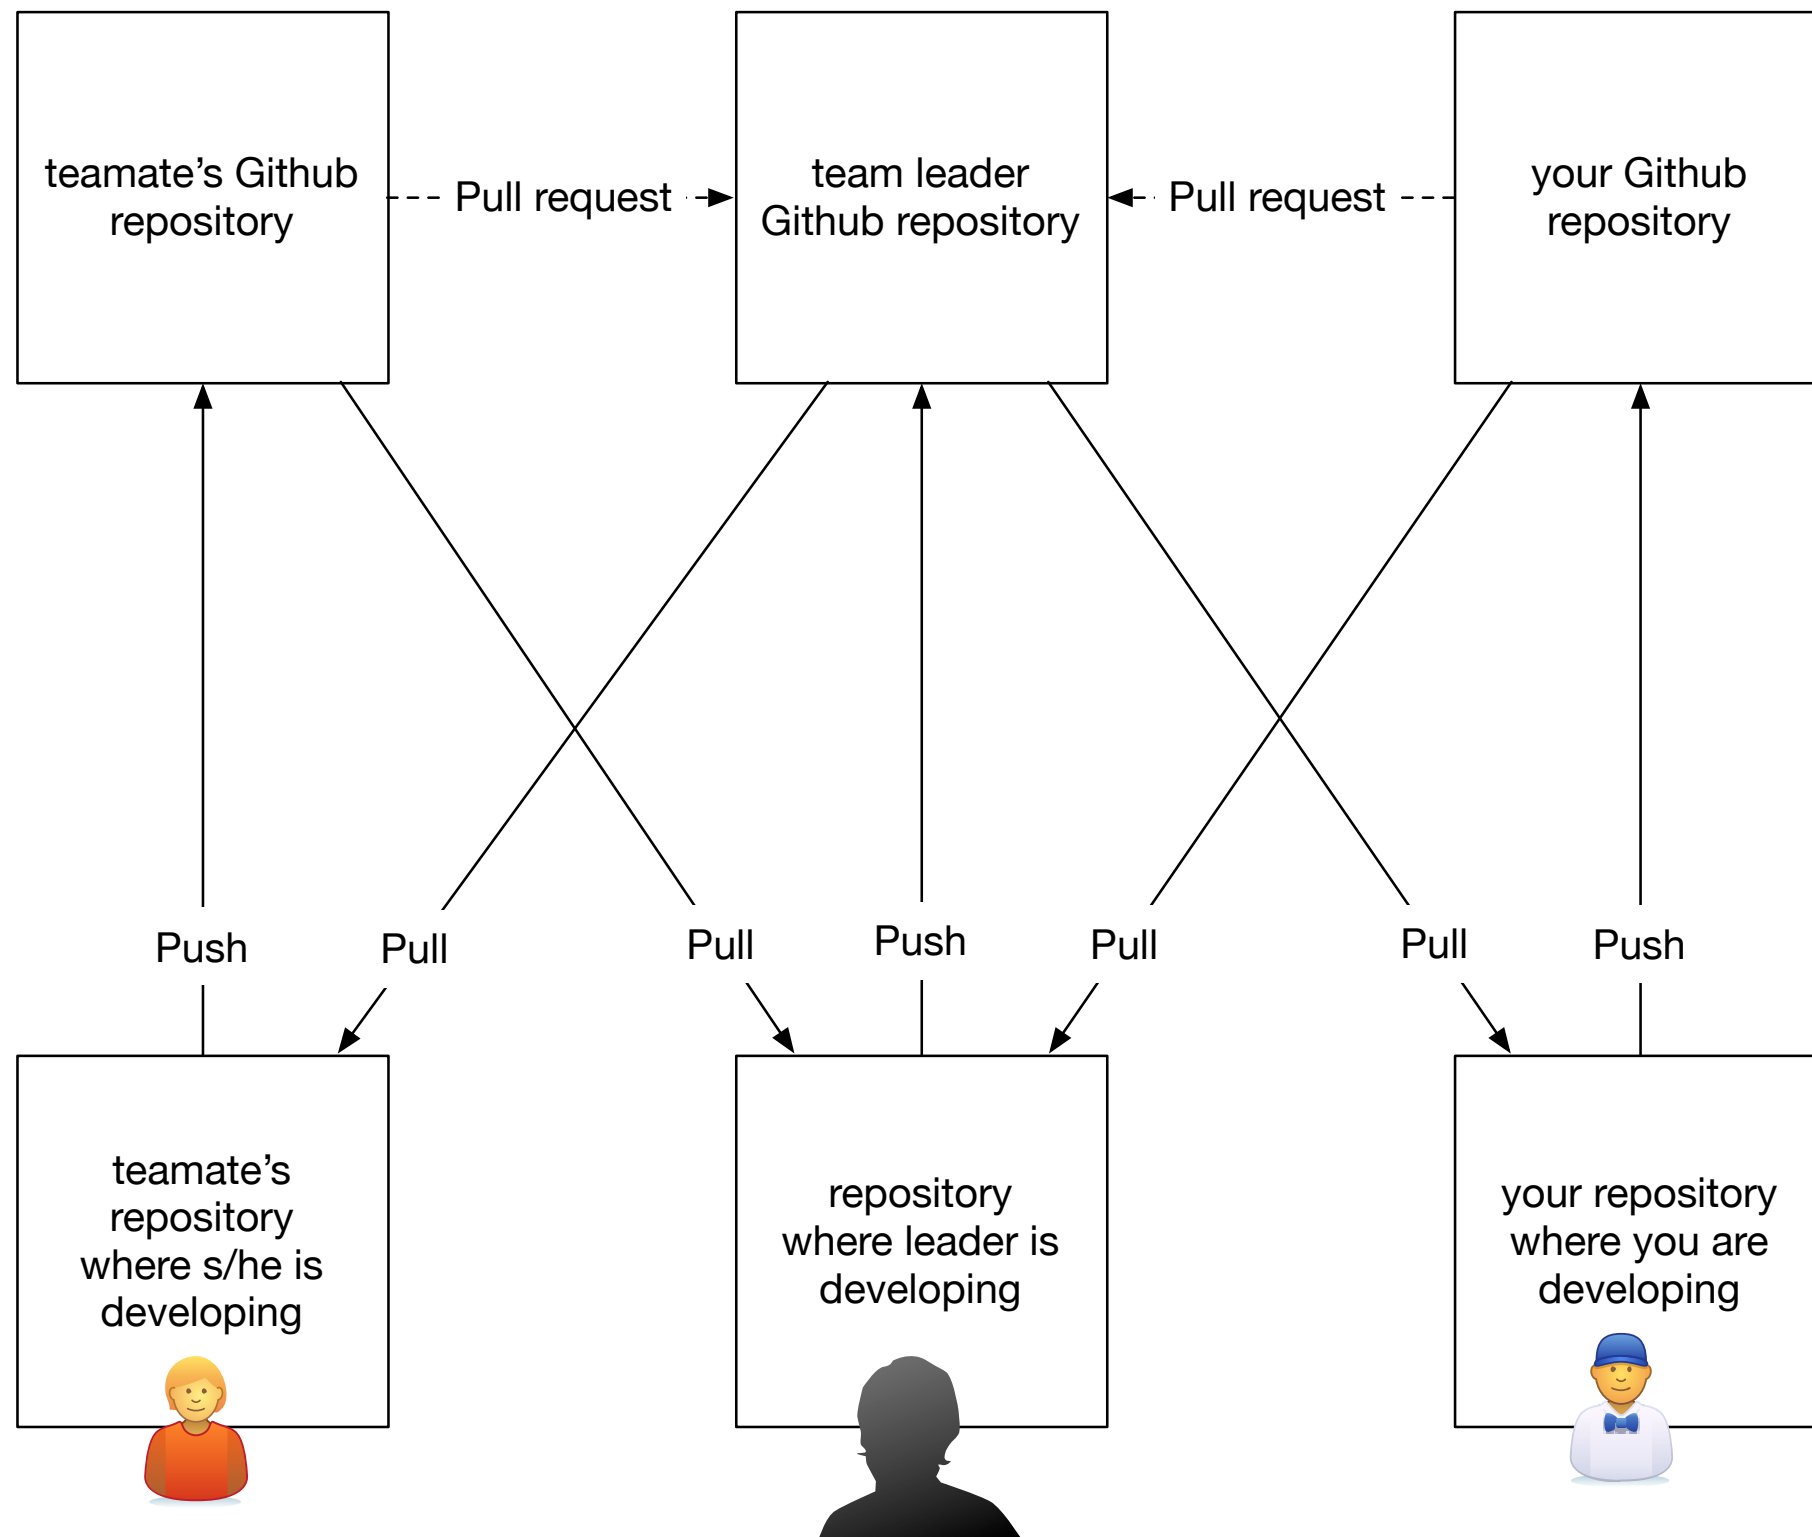 teamate’s Github
repository
Pull request
team leader
Github repository
Pull request
your Github
repository
Push
Pull
Pull
Push
Pull
Pull
Push
teamate’s
repository
where s/he is
developing
repository
where leader is
developing
your repository
where you are
developing